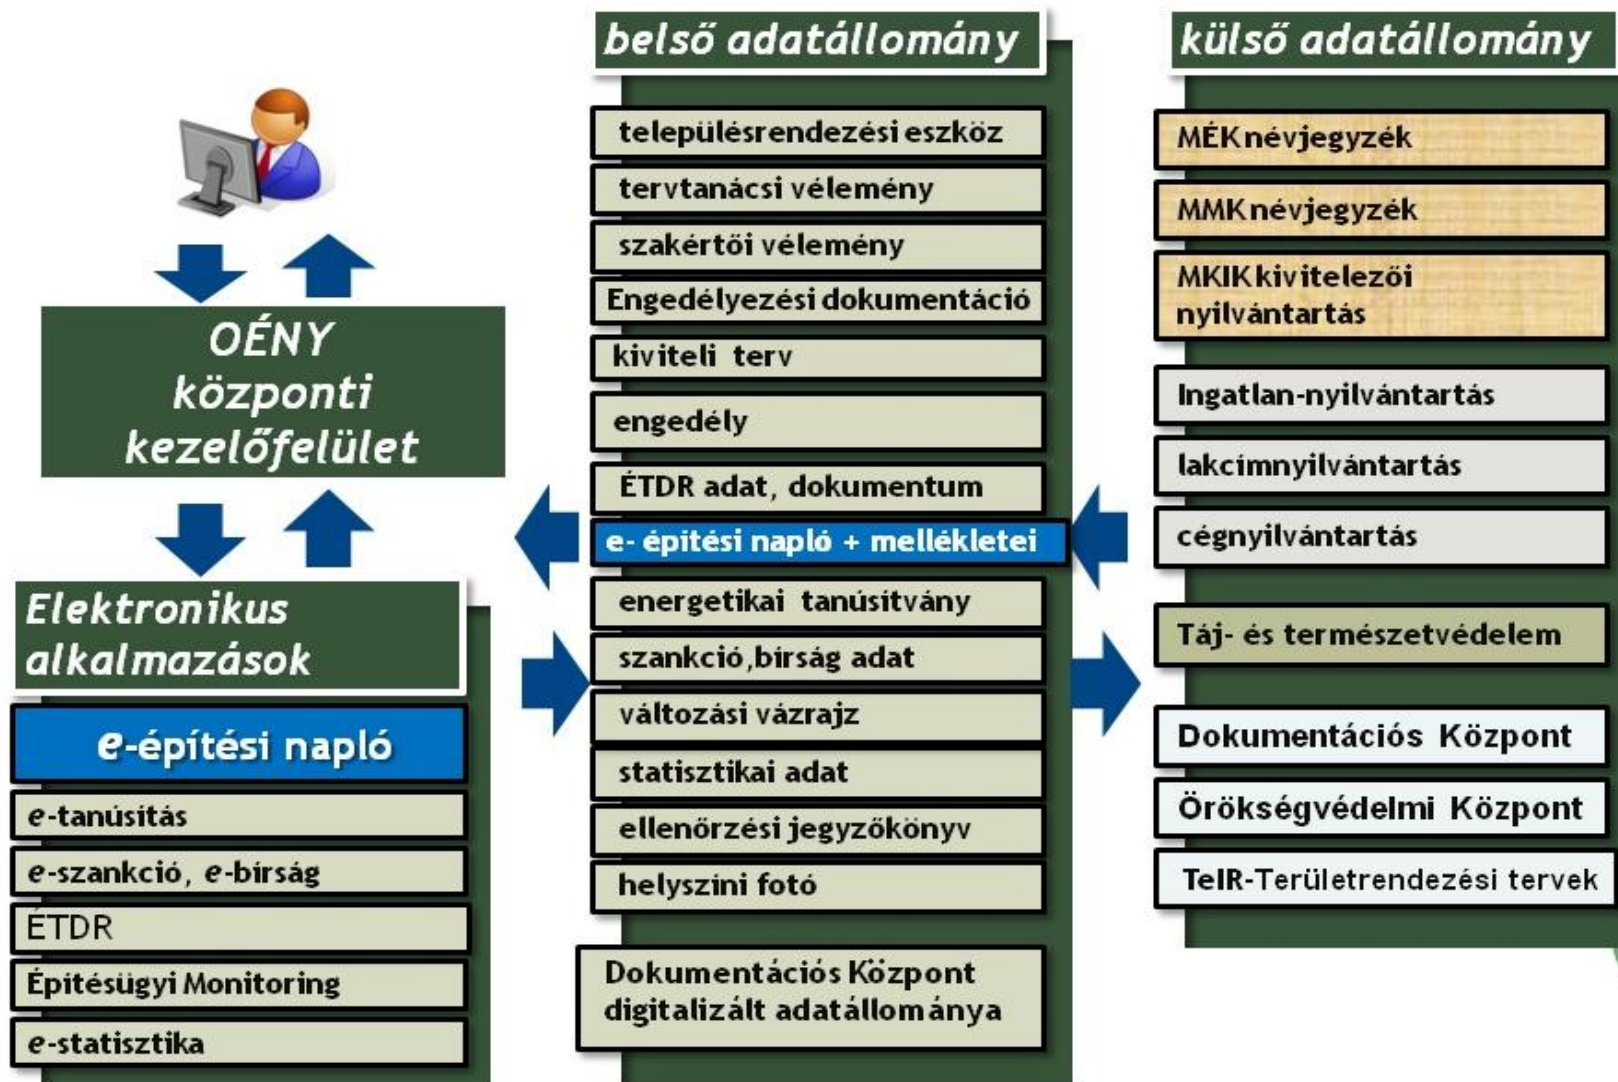 OÉNY
központi
kezelőfelület
Elektronikus
alkalmazások
e-építési napló
e-tanúsítás
e-szankció, e-bírság
ÉTDR
Építésügyi Monitoring
e-statisztika
belső adatállomány
településrendezési eszköz
tervtanácsi vélemény
szakértői vélemény
Engedélyezési dokumentáció
kiviteli terv
engedély
ÉTDR adat, dokumentum
e- építési napló + mellékletei
energetikai tanúsítvány
szankció,bírság adat
változási vázrajz
statisztikai adat
ellenőrzési jegyzőkönyv
helyszíni fotó
Dokumentációs Központ
digitalizált adatállománya
külső adatállomány
MÉK névjegyzék
MMK névjegyzék
MKIK kivitelezői
nyilvántartás
Ingatlan-nyilvántartás
lakcímnyilvántartás
cégnyilvántartás
Táj- és természetvédelem
Dokumentációs Központ
Örökségvédelmi Központ
TeIR-Területrendezési tervek